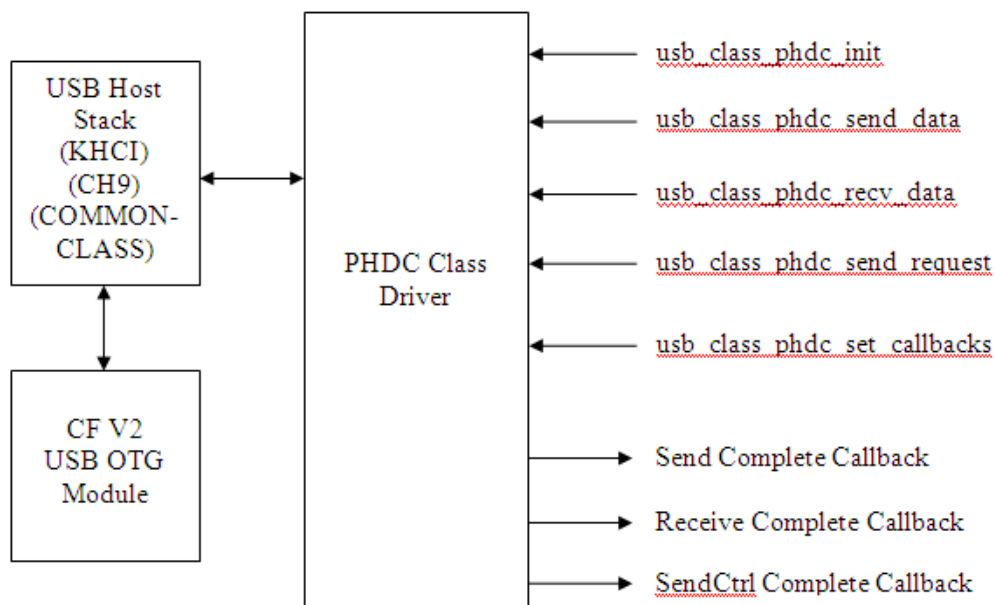 USB Host
Stack
(KHCI)
(CH9)
(COMMON-
CLASS)
CF V2
USB OTG
Module
PHDC Class
Driver
usb_class_phdc_init
usb_class_phdc_send_data
usb_class_phdc_recv_data
usb_class_phdc_send_request
usb_class_phdc_set_callbacks
Send Complete Callback
Receive Complete Callback
SendCtrl Complete Callback